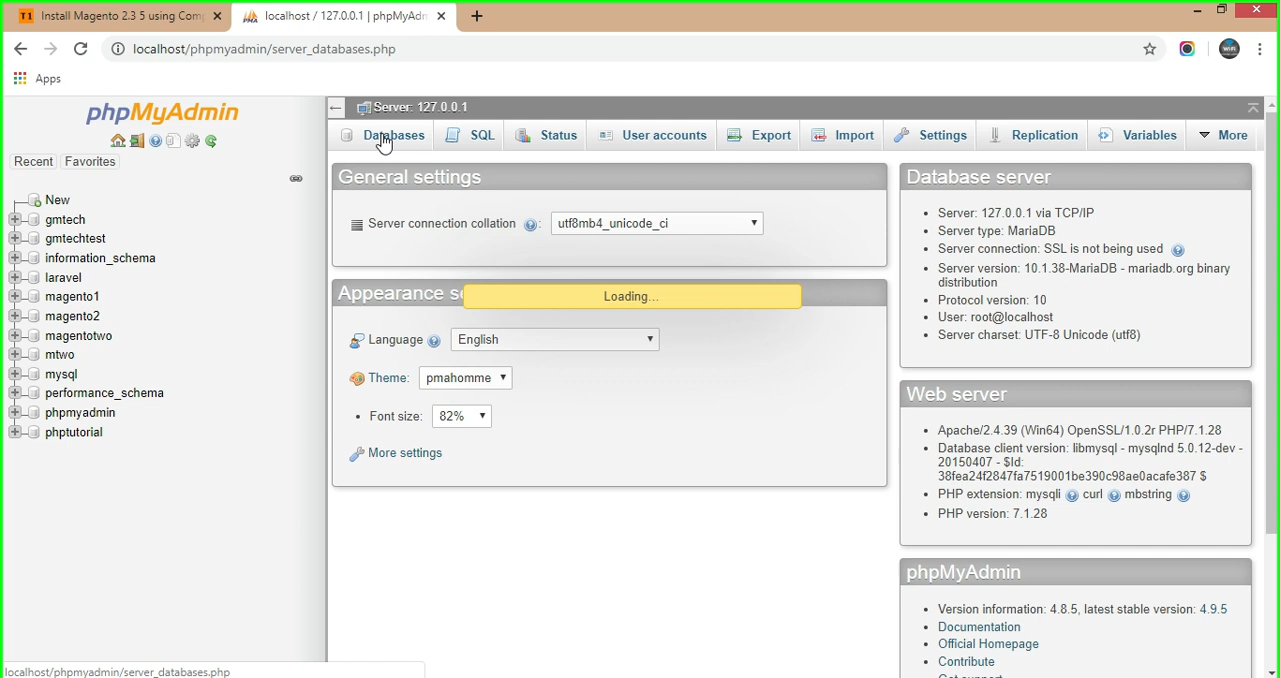 Install Magento 2.3 5 using Comp
localhost / 127.0.0.1 | phpMyAdm
localhost/phpmyadmin/server_databases.php
Apps
phpMyAdmin
Recent
Favorites
New
gmtech
gmtechtest
information_schema
laravel
magento1
magento2
magentotwo
mtwo
mysql
performance_schema
phpmyadmin
phptutorial
Server: 127.0.0.1
Databases
SQL
Status
User accounts
Export
Import
Settings
Replication
Variables
More
General settings
Server connection collation :
utf8mb4_unicode_ci
Appearance se
Loading...
Language
English
Theme:
pmahomme
• Font size:
82%
More settings
Database server
• Server: 127.0.0.1 via TCP/IP
• Server type: MariaDB
• Server connection: SSL is not being used
• Server version: 10.1.38-MariaDB - mariadb.org binary
distribution
• Protocol version: 10
• User: root@localhost
• Server charset: UTF-8 Unicode (utf8)
Web server
• Apache/2.4.39 (Win64) OpenSSL/1.0.2r PHP/7.1.28
• Database client version: libmysql - mysqlnd 5.0.12-dev -
20150407 - $Id:
38fea24f2847fa7519001be390c98ae0acafe387 $
• PHP extension: mysqli curl mbstring
• PHP version: 7.1.28
phpMyAdmin
• Version information: 4.8.5, latest stable version: 4.9.5
• Documentation
• Official Homepage
• Contribute
localhost/phpmyadmin/server_databases.php